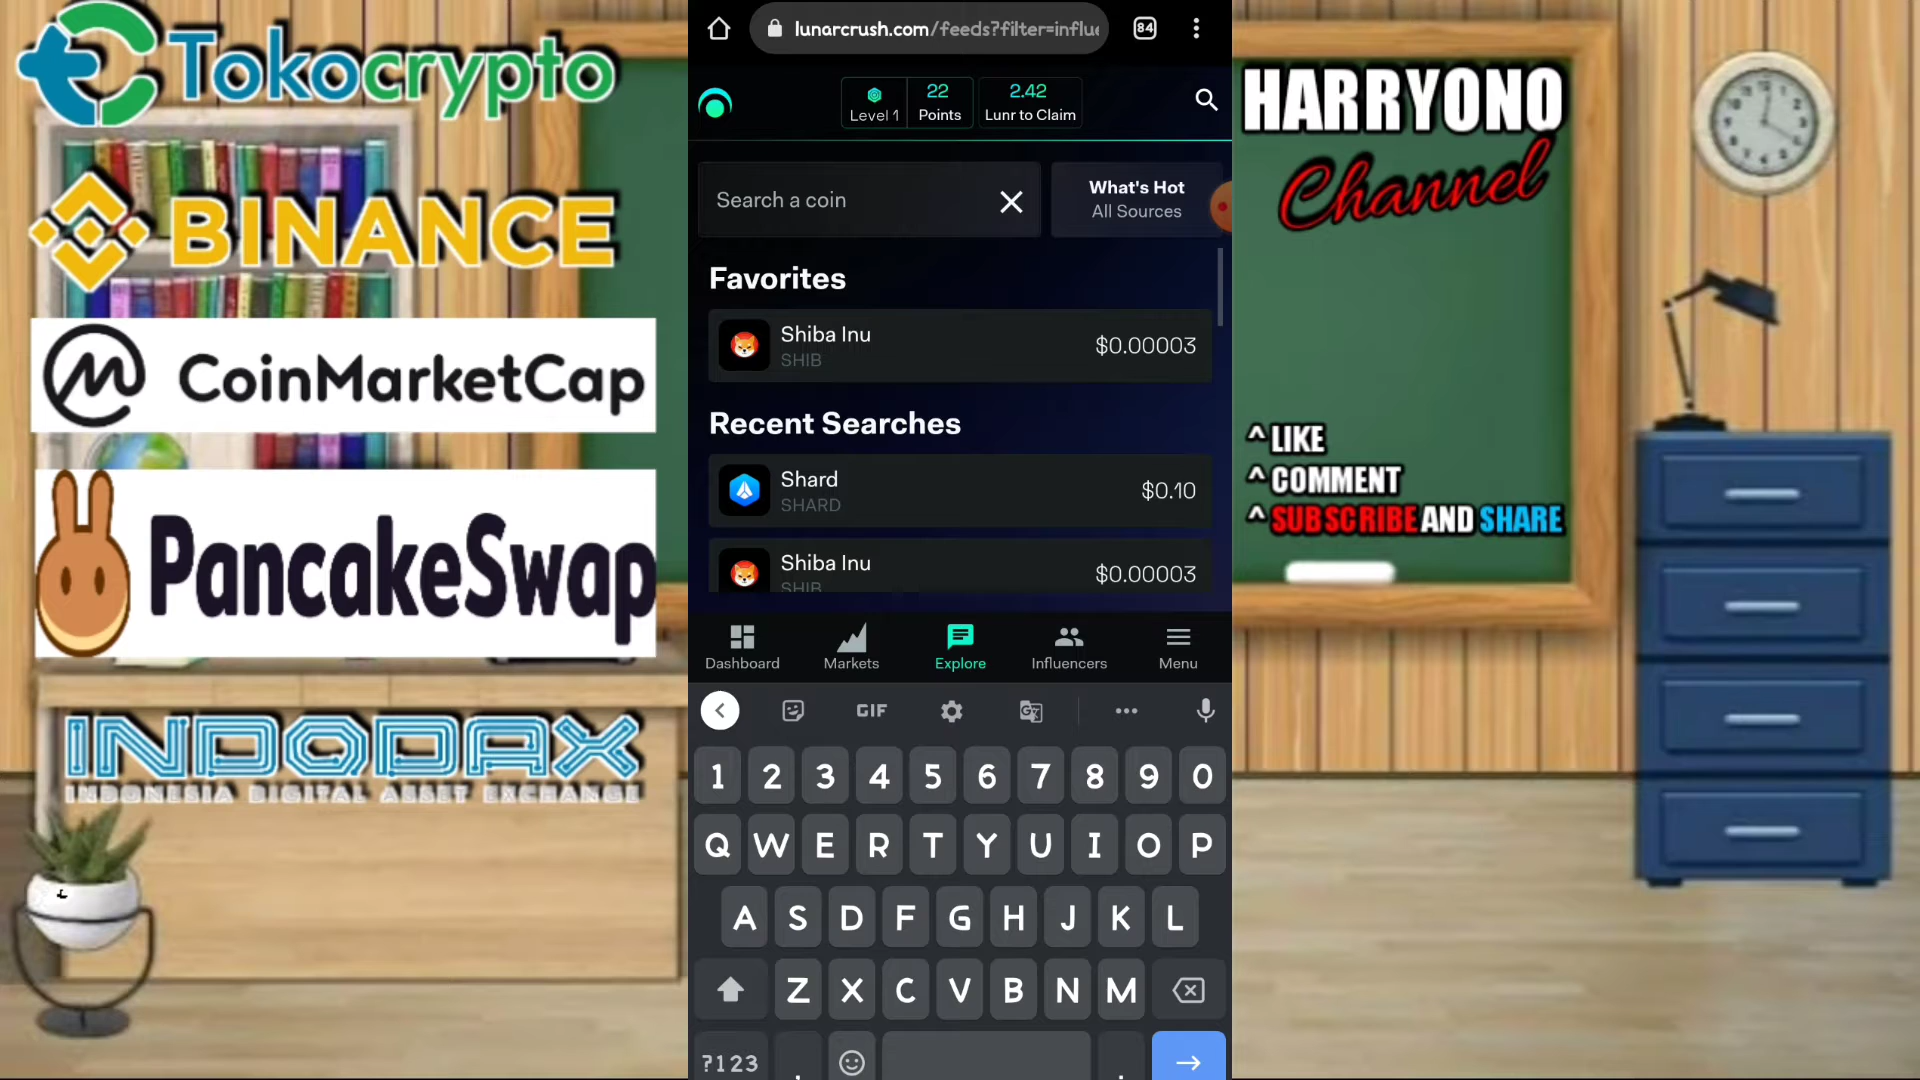 Tokocrypto
BINANCE
CoinMarketCap
PancakeSwap
INDODAX
INDONESIA DIGITAL ASSET EXCHANGE
lunarcrush.com/feeds?filter=influe
84
Level 1
22
Points
2.42
Lunr to Claim
Search a coin
What's Hot
All Sources
Favorites
Shiba Inu
SHIB
$0.00003
Recent Searches
Shard
SHARD
$0.10
Shiba Inu
SHIB
$0.00003
Dashboard
Markets
Explore
Influencers
Menu
GIF
1 2 3 4 5 6 7 8 9 0
Q W E R T Y U I O P
A S D F G H J K L
Z X C V B N M
?123 , .
HARRYONO
Channel
^ LIKE
^ COMMENT
^ SUBSCRIBE AND SHARE